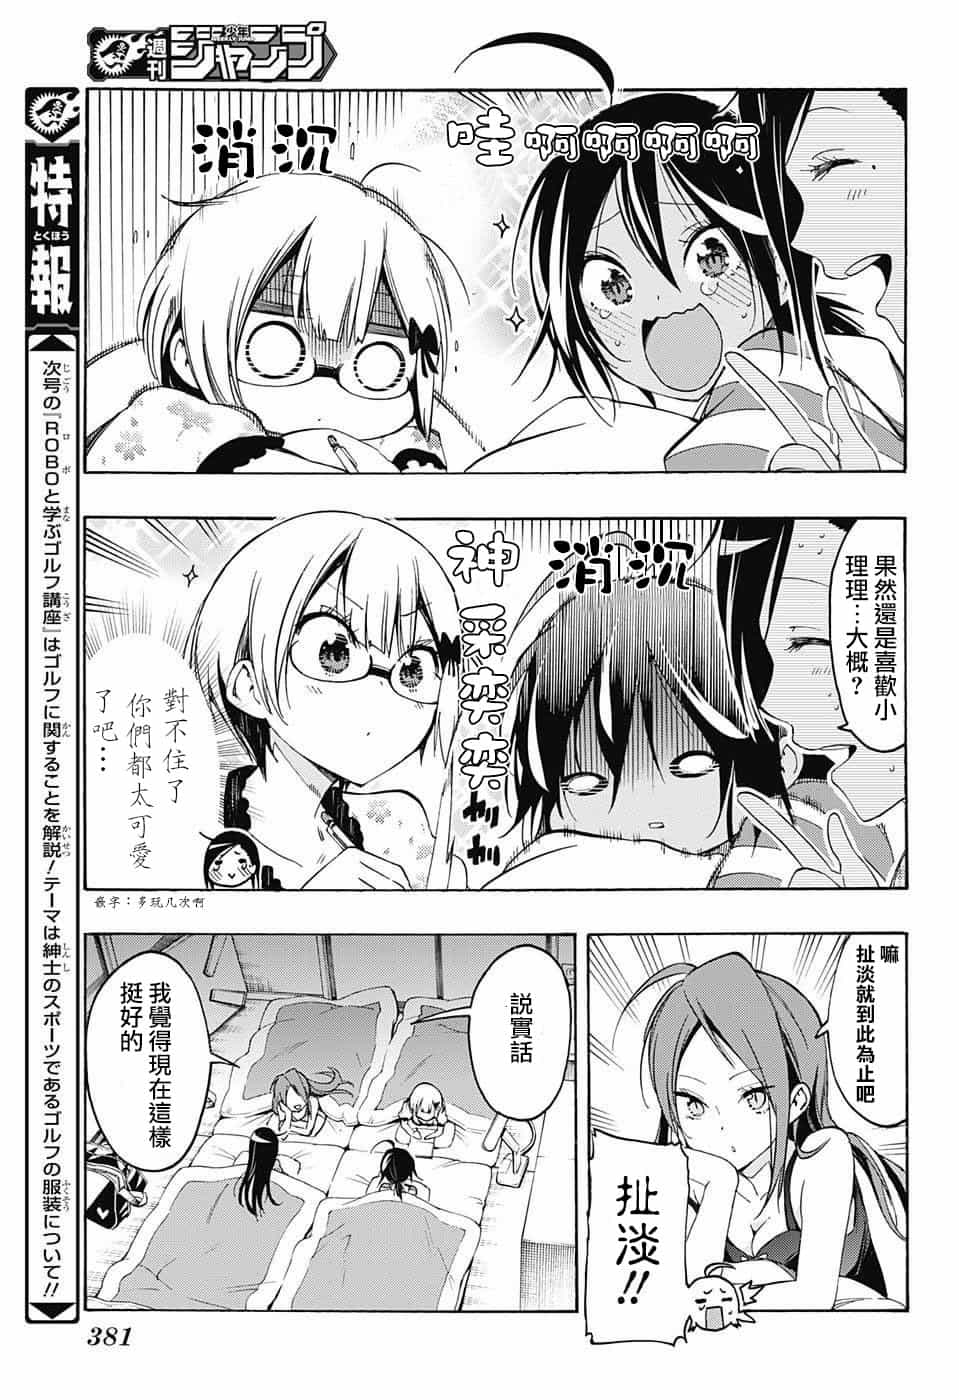 週刊
少年
ジャンプ
特報
とくほう
次号の『ROBOと学ぶゴルフ講座』はゴルフに関することを解説!テーマは紳士のスポーツであるゴルフの服装について!!
哇啊啊啊啊
消沉
果然還是喜歡小
理理…大概?
消沉
神采奕奕
對不住了
你們都太可愛
了吧…
嵌字：多玩几次啊
嘛
扯淡就到此為止吧
扯淡!!
説實話
我覺得現在這樣
挺好的
381